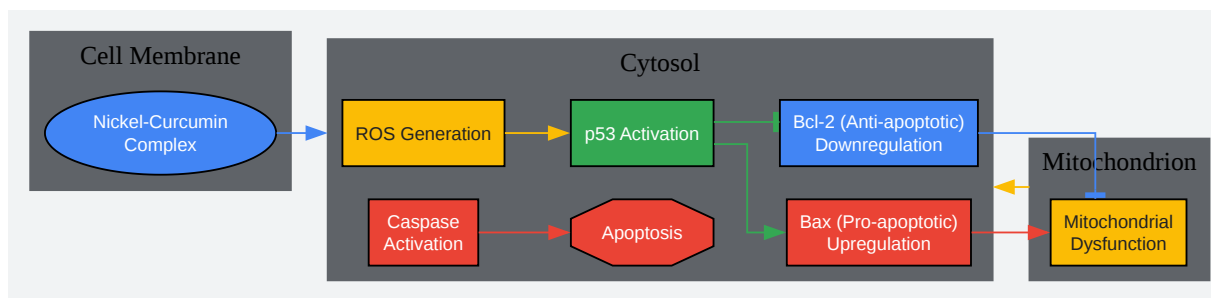 Cell Membrane
Nickel-Curcumin
Complex
Cytosol
ROS Generation
p53 Activation
Bcl-2 (Anti-apoptotic)
Downregulation
Caspase
Activation
Apoptosis
Bax (Pro-apoptotic)
Upregulation
Mitochondrion
Mitochondrial
Dysfunction